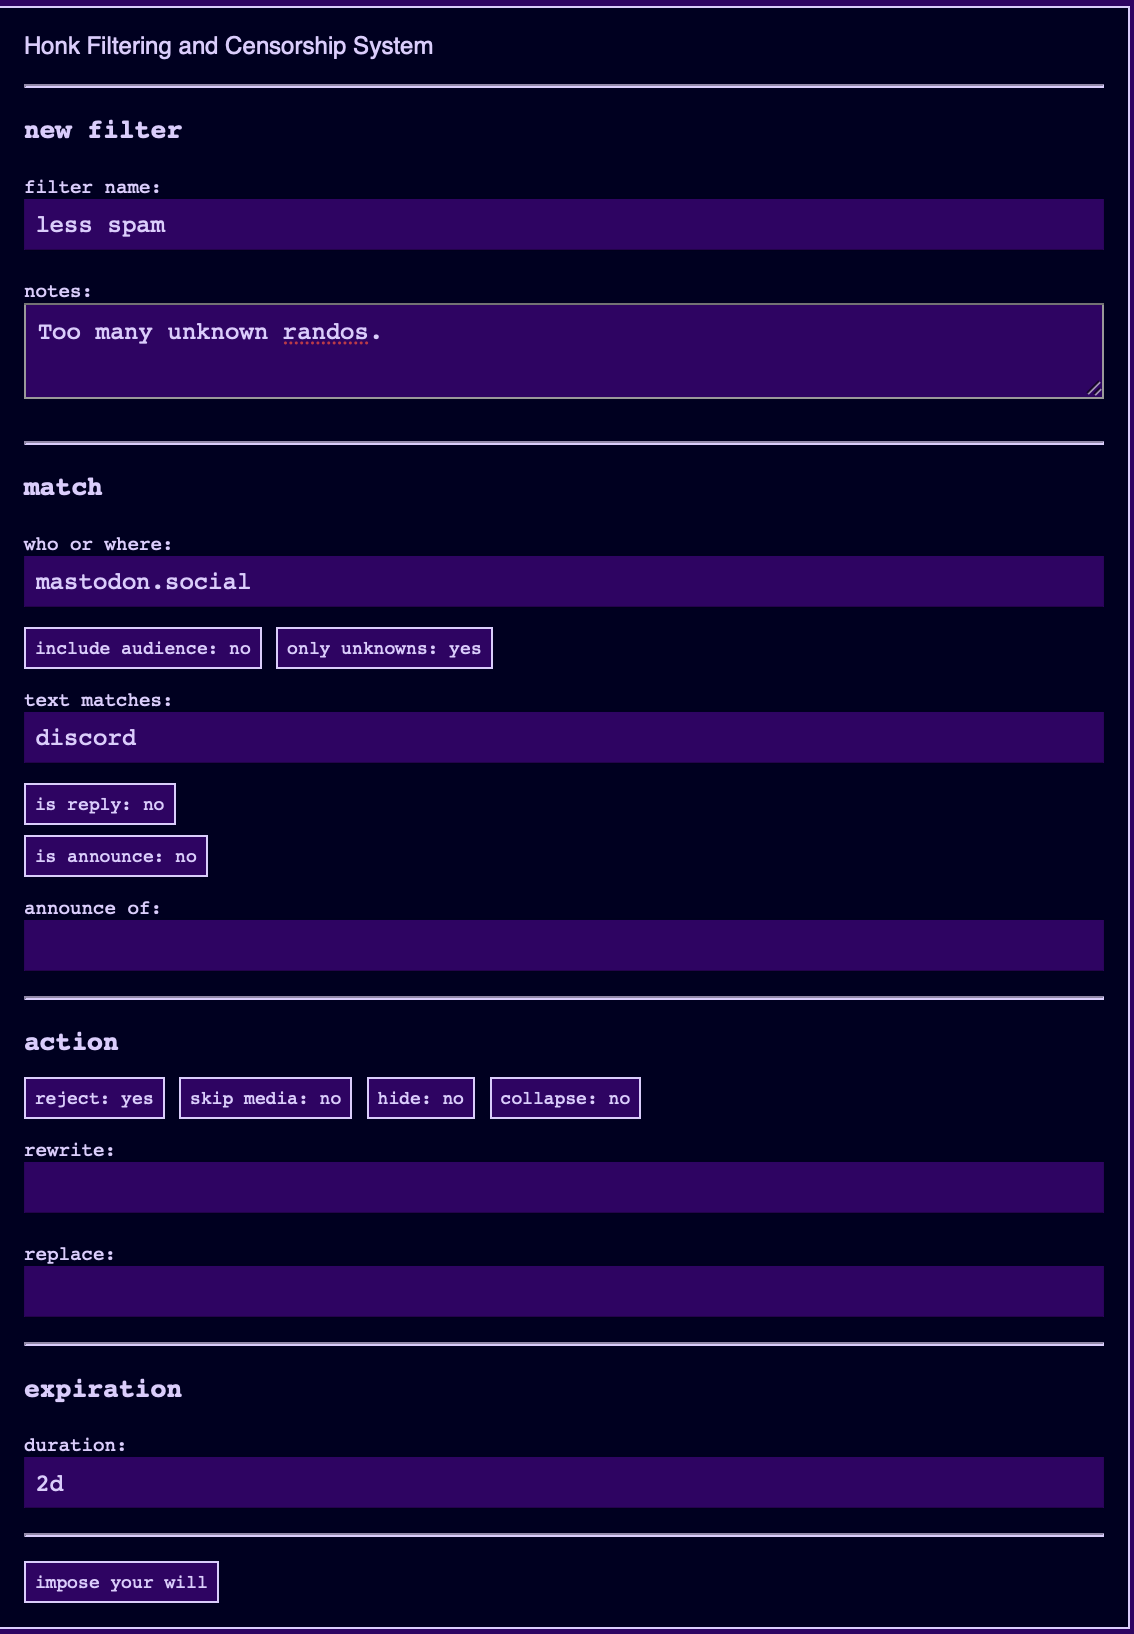 Honk Filtering and Censorship System
new filter
filter name:
less spam
notes:
Too many unknown randos.
match
who or where:
mastodon.social
include audience: no only unknowns: yes
text matches:
discord
is reply: no
is announce: no
announce of:
action
reject: yes skip media: no hide: no collapse: no
rewrite:
replace:
expiration
duration:
2d
impose your will